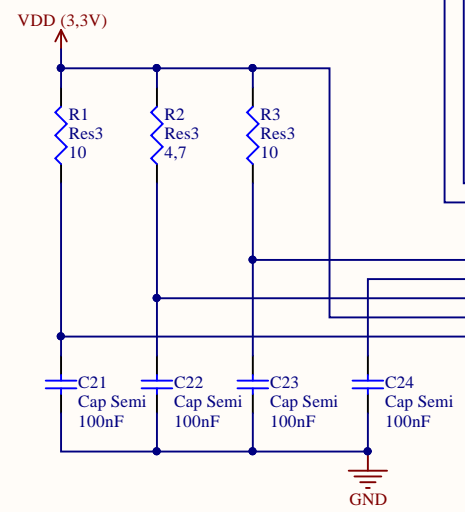 VDD (3,3V)
R1
Res3
10
R2
Res3
4,7
R3
Res3
10
C21
Cap Semi
100nF
C22
Cap Semi
100nF
C23
Cap Semi
100nF
C24
Cap Semi
100nF
GND